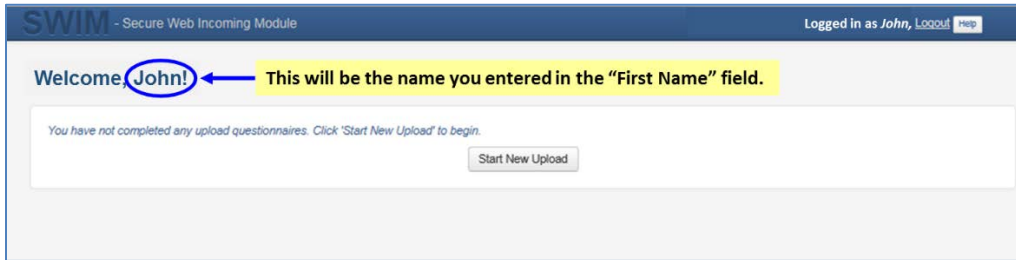 SWIM - Secure Web Incoming Module Logged in as John, Logout Help
Welcome, John! This will be the name you entered in the “First Name” field.
You have not completed any upload questionnaires. Click 'Start New Upload' to begin.
Start New Upload